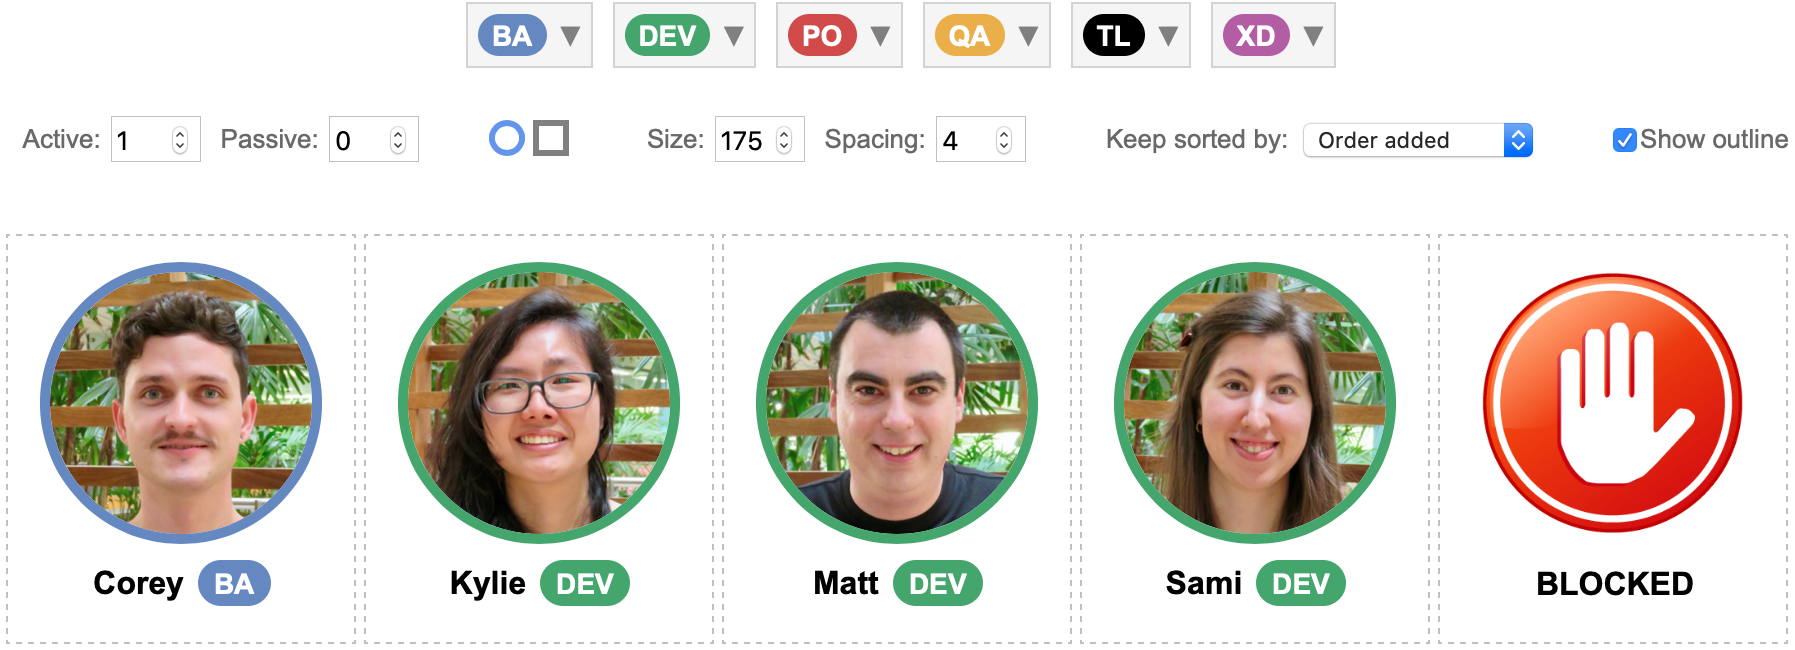 BA ▼ DEV ▼ PO ▼ QA ▼ TL ▼ XD ▼
Active: 1 Passive: 0 Size: 175 Spacing: 4 Keep sorted by: Order added Show outline
Corey BA Kylie DEV Matt DEV Sami DEV BLOCKED